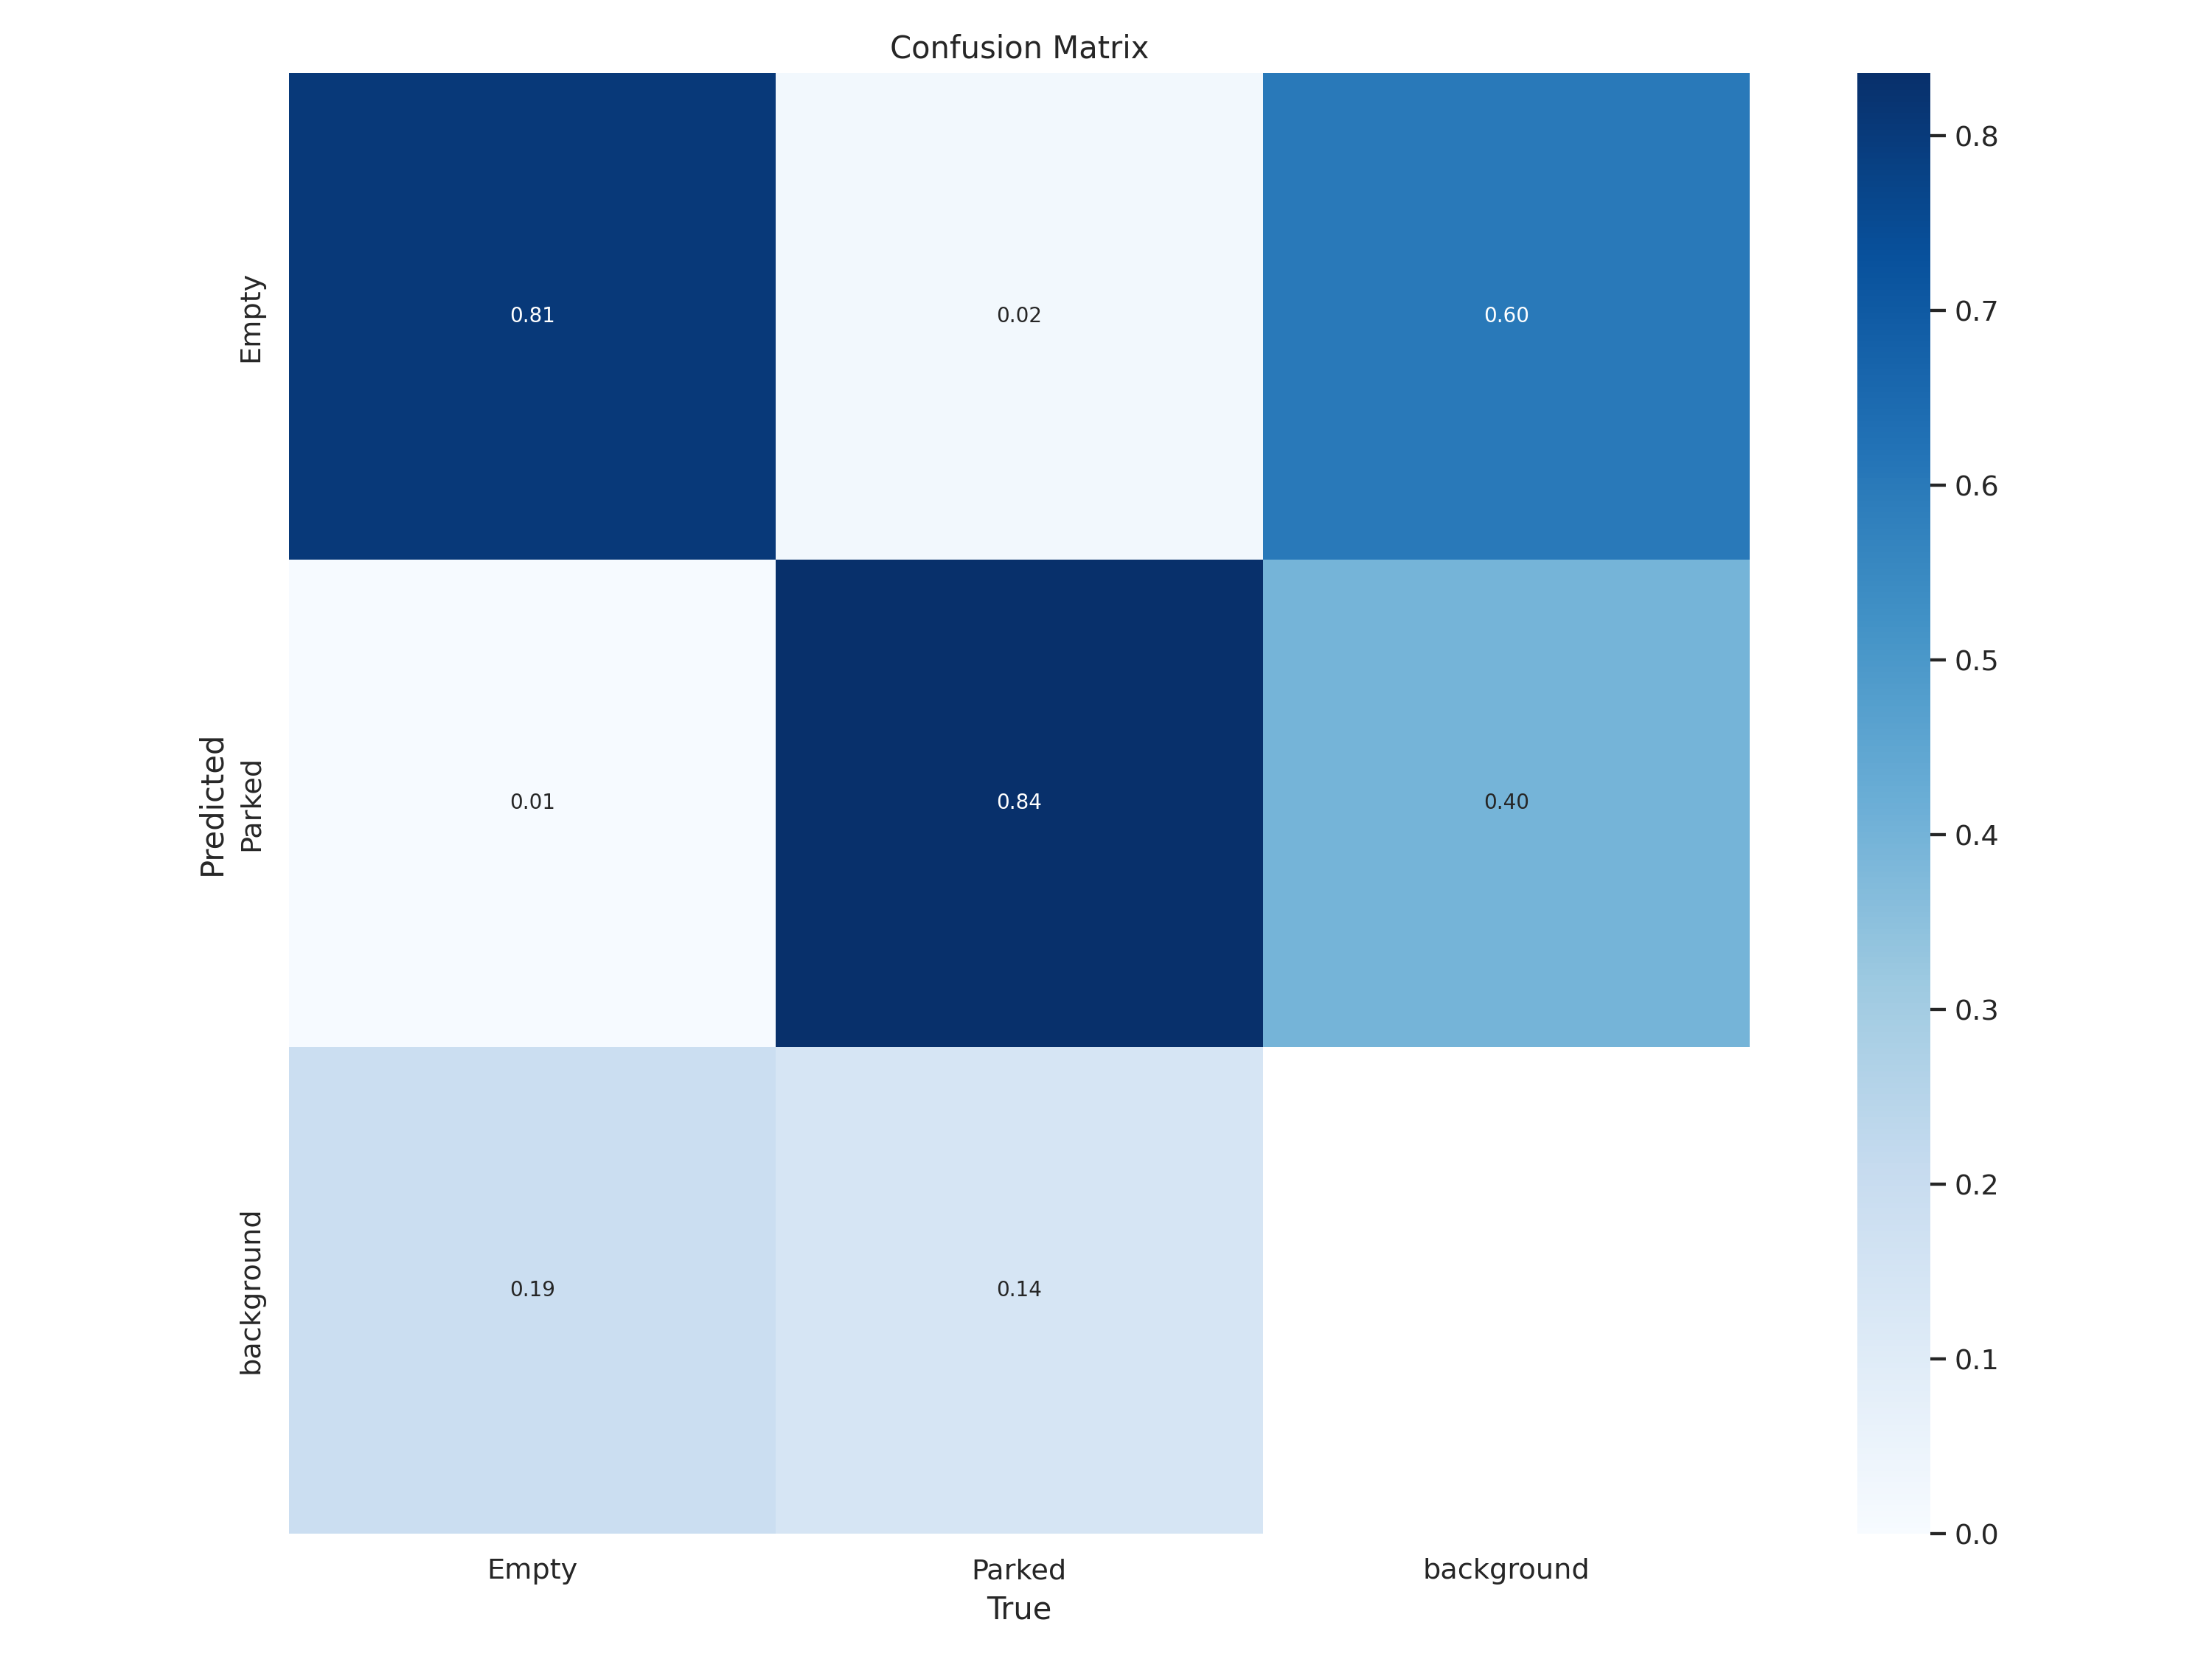 Confusion Matrix
Predicted
Empty
0.81 0.02 0.60
Parked
0.01 0.84 0.40
background
0.19 0.14
Empty Parked background
True
0.8
0.7
0.6
0.5
0.4
0.3
0.2
0.1
0.0